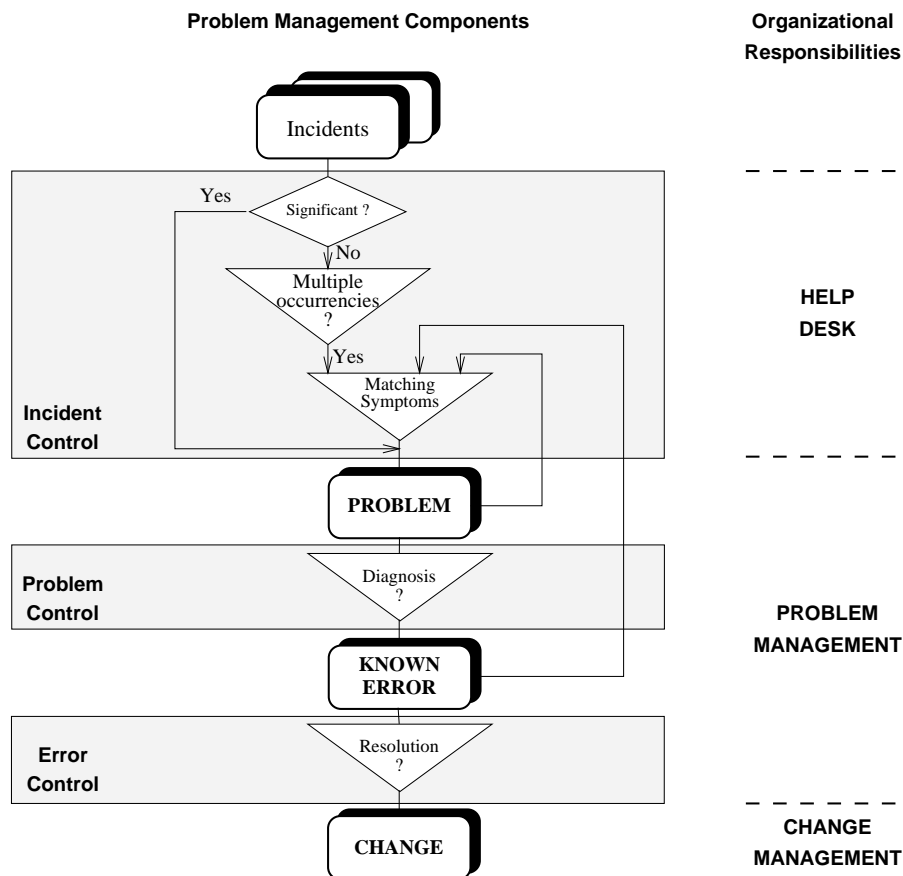 Problem Management Components
Organizational
Responsibilities
Incidents
Yes
Significant ?
No
Multiple
occurrencies
?
HELP
DESK
Yes
Matching
Symptoms
Incident
Control
PROBLEM
Diagnosis
?
Problem
Control
PROBLEM
MANAGEMENT
KNOWN
ERROR
Resolution
?
Error
Control
CHANGE
CHANGE
MANAGEMENT